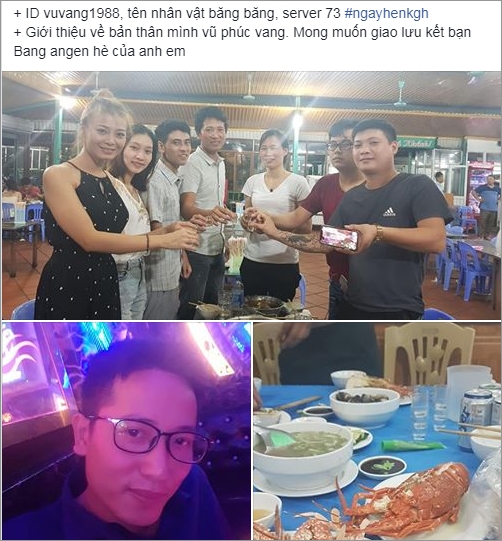 + ID vuvang1988, tên nhân vật băng băng, server 73 #ngayhenkgh
+ Giới thiệu về bản thân mình vũ phúc vang. Mong muốn giao lưu kết bạn
Bang angen hè của anh em
adidas